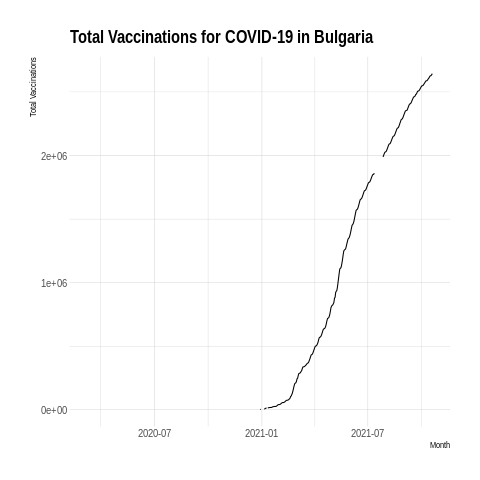 Total Vaccinations for COVID-19 in Bulgaria
Total Vaccinations
2e+06
1e+06
0e+00
2020-07 2021-01 2021-07
Month